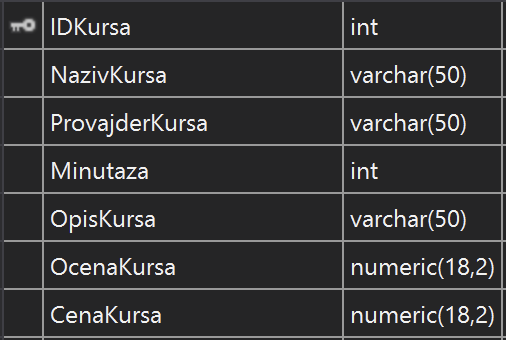 IDKursa int
NazivKursa varchar(50)
ProvajderKursa varchar(50)
Minutaza int
OpisKursa varchar(50)
OcenaKursa numeric(18,2)
CenaKursa numeric(18,2)